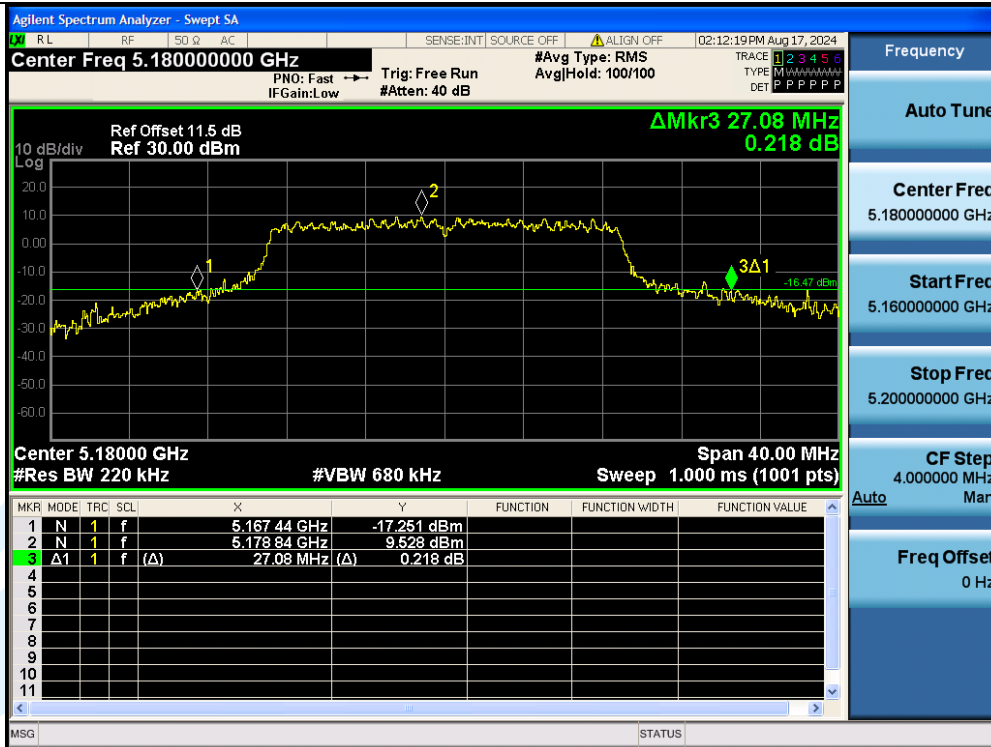 Agilent Spectrum Analyzer - Swept SA
LXI RL RF 50 Ω AC SENSE:INT SOURCE OFF ALIGN OFF 02:12:19 PM Aug 17, 2024
Center Freq 5.180000000 GHz
PNO: Fast
IFGain:Low
Trig: Free Run
#Atten: 40 dB
#Avg Type: RMS
Avg|Hold: 100/100
TRACE 1 2 3 4 5 6
TYPE M W W W W W
DET P P P P P P
Ref Offset 11.5 dB
10 dB/div Ref 30.00 dBm
Log
ΔMkr3 27.08 MHz
0.218 dB
20.0
10.0
0.00
-10.0
-20.0
-30.0
-40.0
-50.0
-60.0
1
2
3Δ1
-16.47 dBm
Center 5.18000 GHz Span 40.00 MHz
#Res BW 220 kHz #VBW 680 kHz Sweep 1.000 ms (1001 pts)
MKR MODE TRC SCL X Y FUNCTION FUNCTION WIDTH FUNCTION VALUE
1 N 1 f 5.167 44 GHz -17.251 dBm
2 N 1 f 5.178 84 GHz 9.528 dBm
3 Δ1 1 f (Δ) 27.08 MHz (Δ) 0.218 dB
4
5
6
7
8
9
10
11
MSG STATUS
Frequency
Auto Tune
Center Freq
5.180000000 GHz
Start Freq
5.160000000 GHz
Stop Freq
5.200000000 GHz
CF Step
4.000000 MHz
Auto Man
Freq Offset
0 Hz